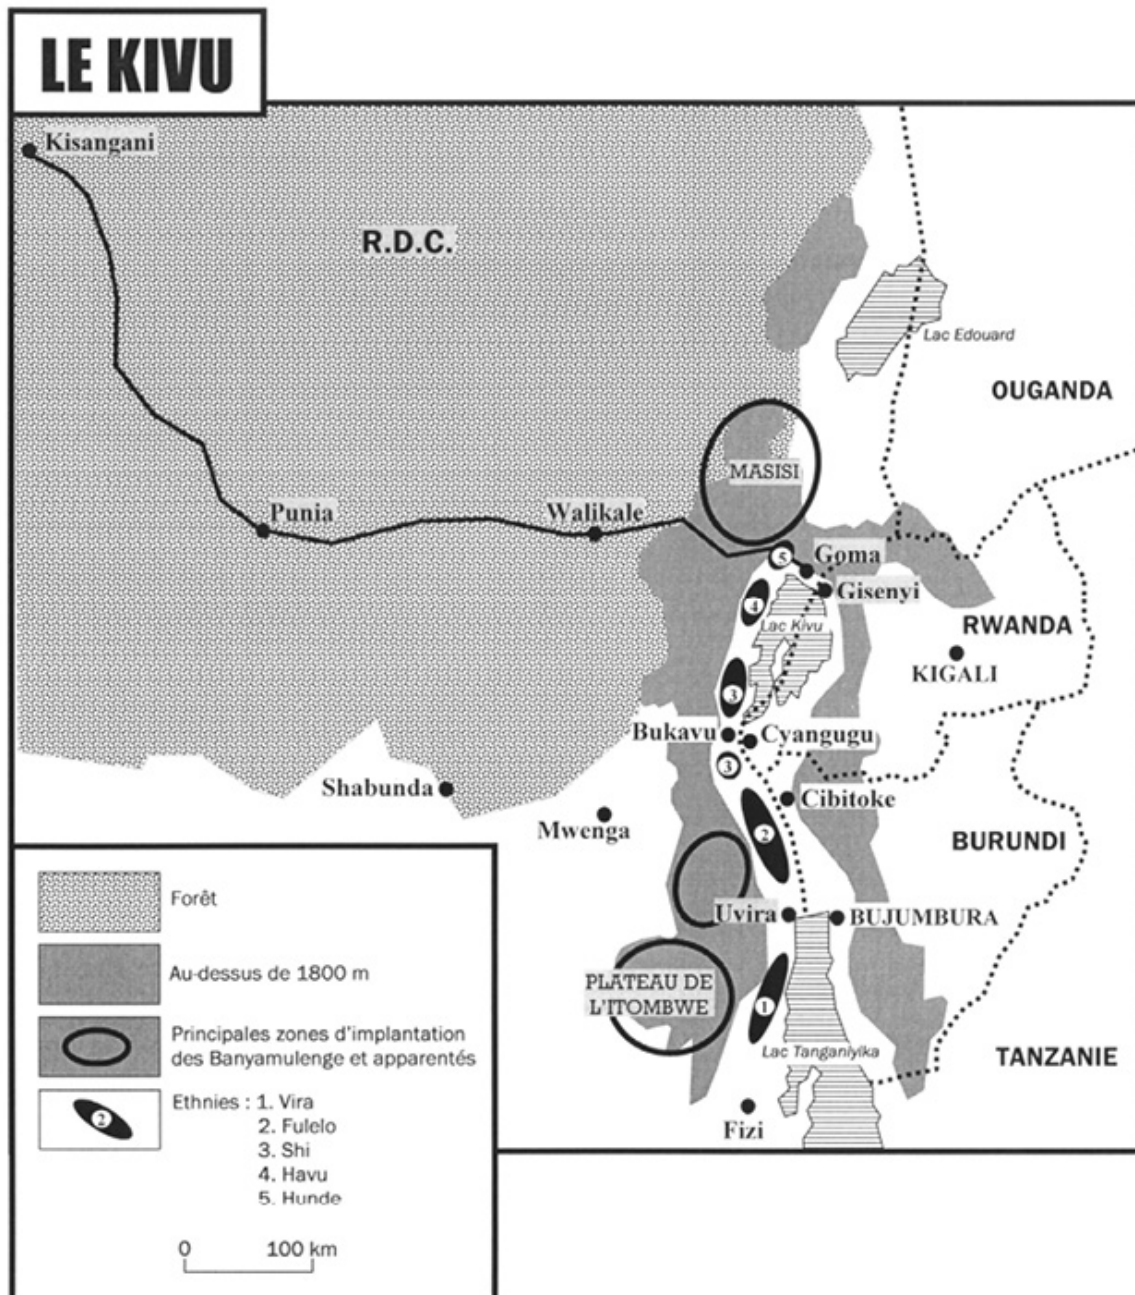 LE KIVU
Kisangani
R.D.C.
Lac Edouard
OUGANDA
MASISI
Punia
Walikale
5
Goma
Gisenyi
4
Lac Kivu
RWANDA
KIGALI
3
Bukavu
Cyangugu
3
Shabunda
Cibitoke
Mwenga
2
BURUNDI
Uvira
BUJUMBURA
PLATEAU DE
L'ITOMBWE
1
Lac Tanganiyika
TANZANIE
Fizi
Forêt
Au-dessus de 1800 m
Principales zones d'implantation
des Banyamulenge et apparentés
2
Ethnies : 1. Vira
2. Fulelo
3. Shi
4. Havu
5. Hunde
0 100 km